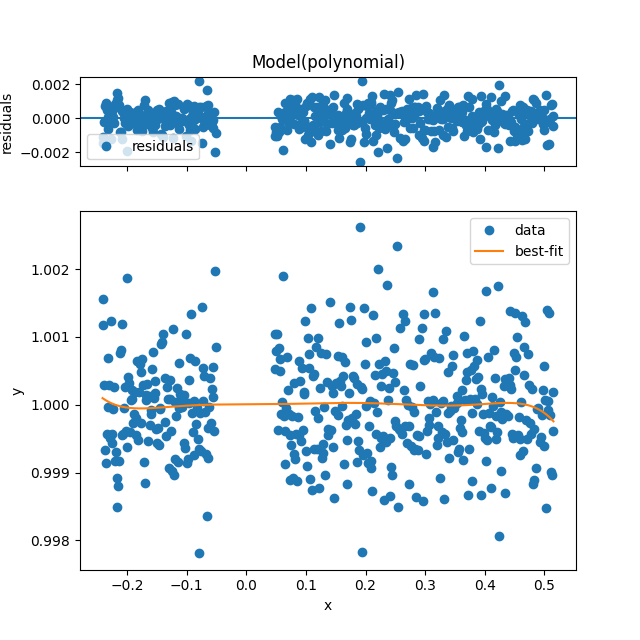 Model(polynomial)
residuals
0.002
0.000
−0.002
residuals
y
1.002
1.001
1.000
0.999
0.998
data
best-fit
−0.2 −0.1 0.0 0.1 0.2 0.3 0.4 0.5
x